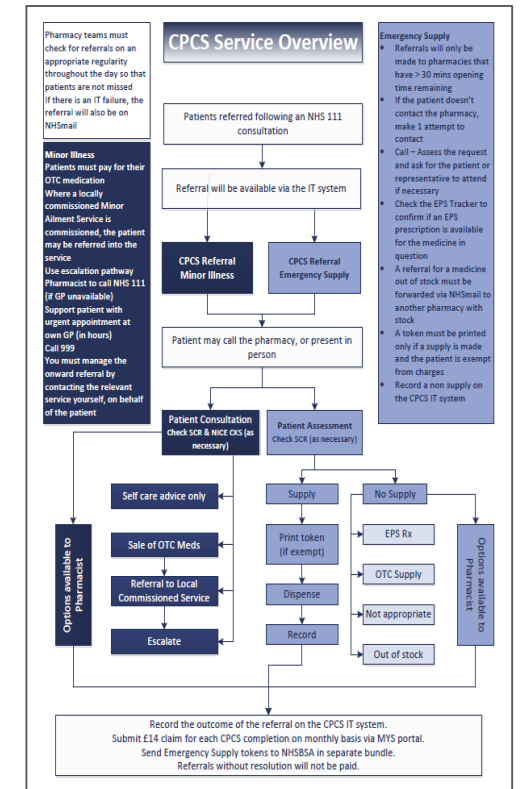 Pharmacy teams must
check for referrals on an
appropriate regularity
throughout the day so that
patients are not missed
If there is an IT failure, the
referral will also be on
NHSmail
CPCS Service Overview
Emergency Supply
• Referrals will only be
made to pharmacies that
have > 30 mins opening
time remaining
• If the patient doesn't
contact the pharmacy,
make 1 attempt to
contact
• Call – Assess the request
and ask for the patient or
representative to attend
if necessary
• Check the EPS Tracker to
confirm if an EPS
prescription is available
for the medicine in
question
• A referral for a medicine
out of stock must be
forwarded via NHSmail to
another pharmacy with
stock
• A token must be printed
only if a supply is made
and the patient is exempt
from charges
• Record a non supply on
the CPCS IT system
Minor Illness
Patients must pay for their
OTC medication
Where a locally
commissioned Minor
Ailment Service is
commissioned, the patient
may be referred into the
service
Use escalation pathway
Pharmacist to call NHS 111
(if GP unavailable)
Support patient with
urgent appointment at
own GP (in hours)
Call 999
You must manage the
onward referral by
contacting the relevant
service yourself, on behalf
of the patient
Patients referred following an NHS 111
consultation
Referral will be available via the IT system
CPCS Referral
Minor Illness
CPCS Referral
Emergency Supply
Patient may call the pharmacy, or present in
person
Patient Consultation
Check SCR & NICE CKS (as
necessary)
Patient Assessment
Check SCR (as necessary)
Options available to
Pharmacist
Self care advice only
Sale of OTC Meds
Referral to Local
Commissioned Service
Escalate
Supply
Print token
(if exempt)
Dispense
Record
No Supply
EPS Rx
OTC Supply
Not appropriate
Out of stock
Options available to
Pharmacist
Record the outcome of the referral on the CPCS IT system.
Submit £14 claim for each CPCS completion on monthly basis via MYS portal.
Send Emergency Supply tokens to NHSBSA in separate bundle.
Referrals without resolution will not be paid.